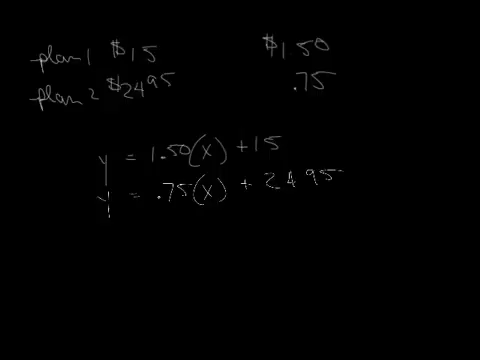 plan 1 $15 $1.50
plan 2 $24.95 .75
y = 1.50(x) + 15
y = .75(x) + 24.95